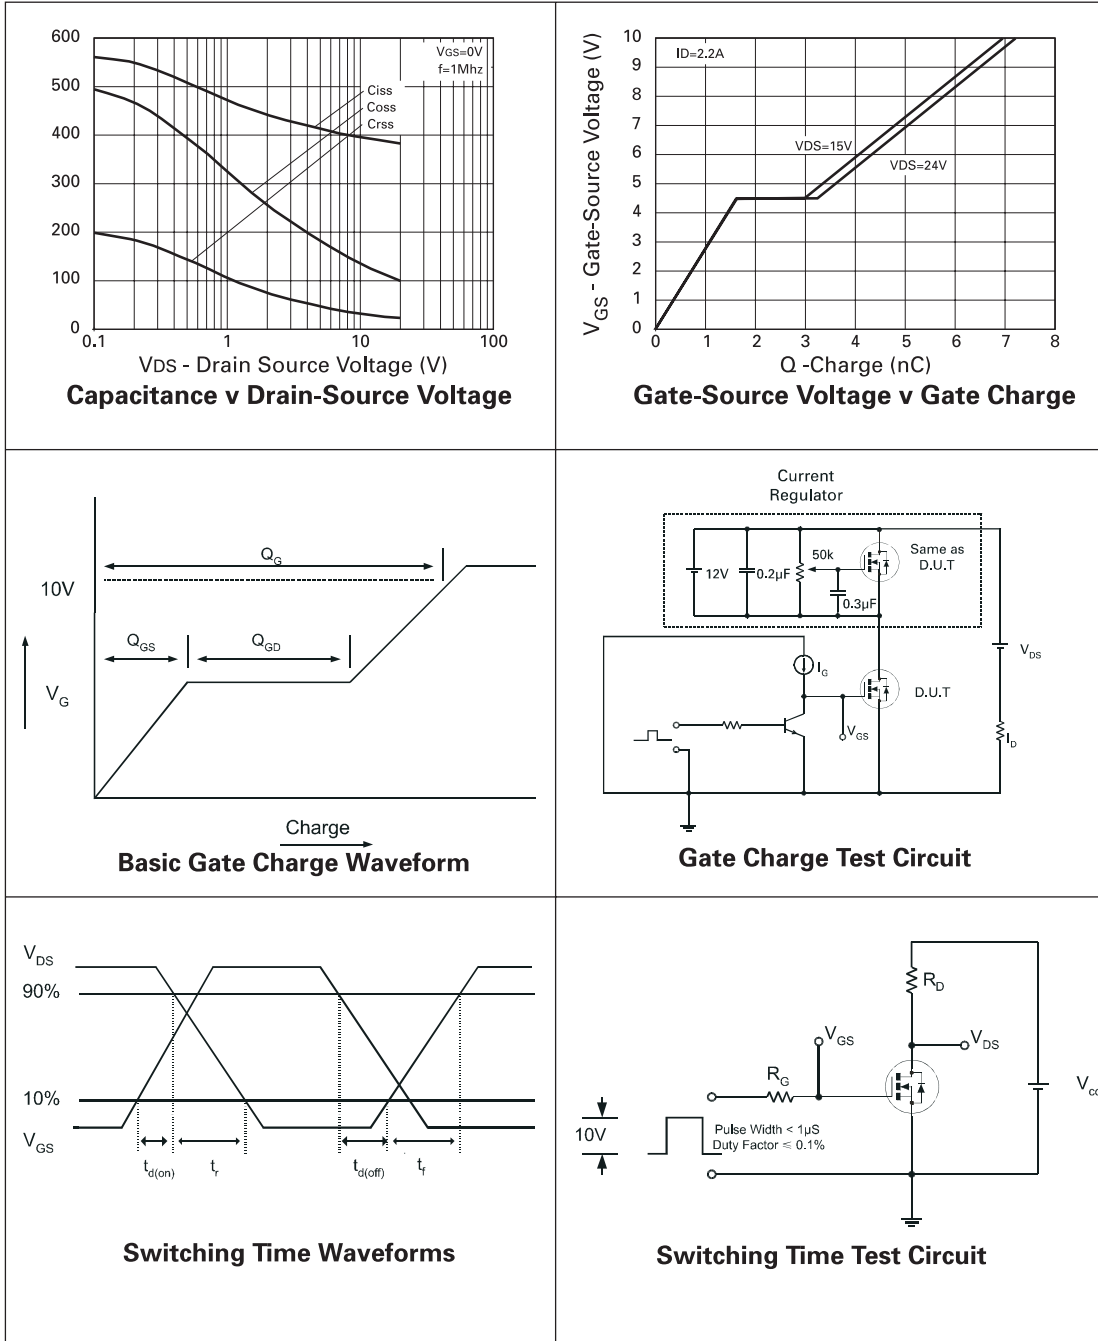 600
500
400
300
200
100
0
0.1
1
10
100
VGS=0V
f=1Mhz
Ciss
Coss
Crss
VDS - Drain Source Voltage (V)
Capacitance v Drain-Source Voltage
VGS - Gate-Source Voltage (V)
10
9
8
7
6
5
4
3
2
1
0
ID=2.2A
VDS=15V
VDS=24V
0 1 2 3 4 5 6 7 8
Q -Charge (nC)
Gate-Source Voltage v Gate Charge
QG
10V
QGS
QGD
VG
Charge
Basic Gate Charge Waveform
Current
Regulator
12V
0.2µF
50k
0.3µF
Same as
D.U.T
IG
VDS
D.U.T
VGS
ID
Gate Charge Test Circuit
VDS
90%
10%
VGS
td(on)
tr
td(off)
tf
Switching Time Waveforms
RD
VGS
VDS
RG
VCC
10V
Pulse Width < 1µS
Duty Factor ≤ 0.1%
Switching Time Test Circuit